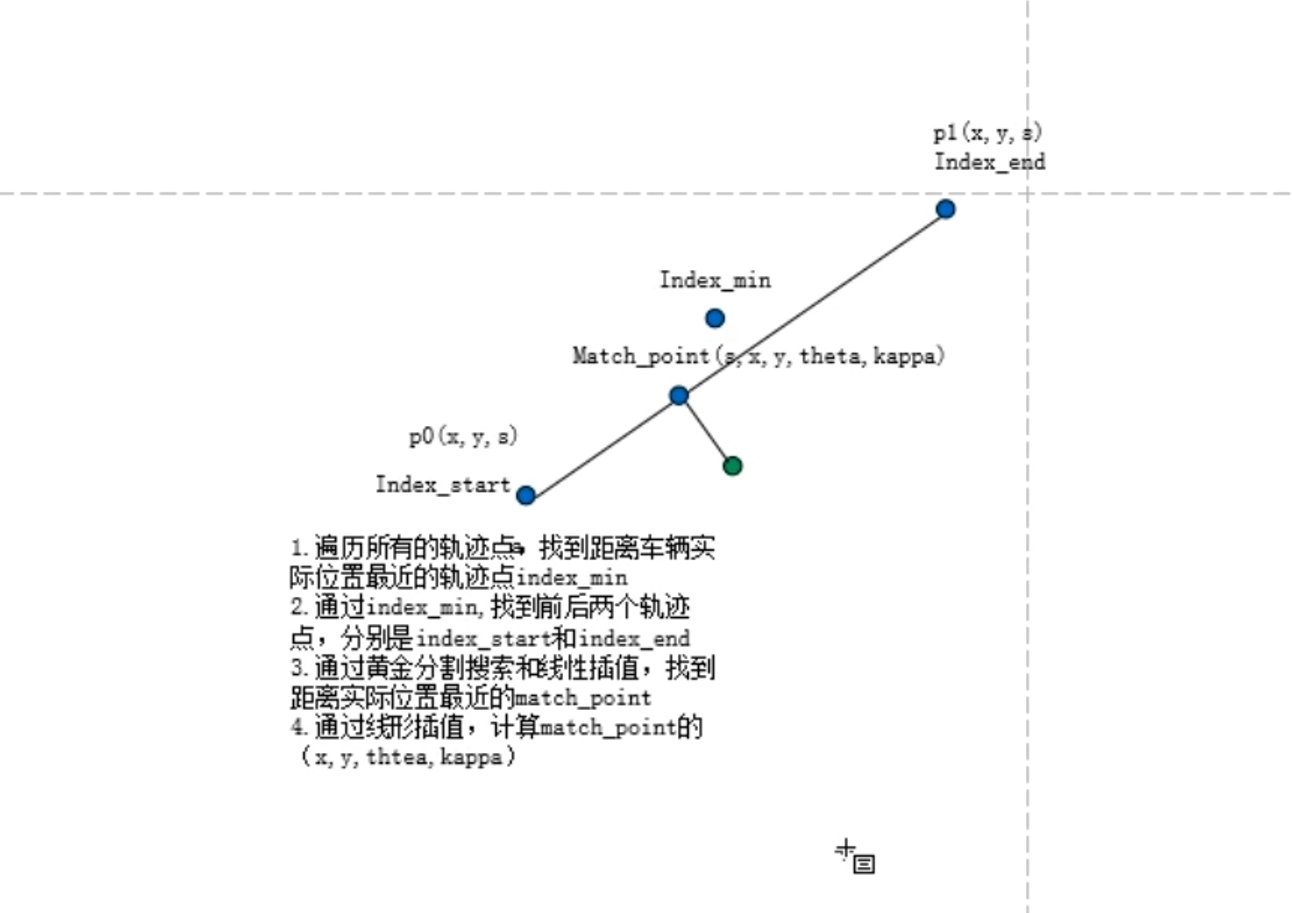 p1(x,y,s)
Index_end
Index_min
Match_point(s,x,y,theta,kappa)
p0(x,y,s)
Index_start
1.遍历所有的轨迹点，找到距离车辆实
际位置最近的轨迹点index_min
2.通过index_min,找到前后两个轨迹
点，分别是index_start和index_end
3.通过黄金分割搜索和线性插值，找到
距离实际位置最近的match_point
4.通过线形插值，计算match_point的
（x,y,thtea,kappa）